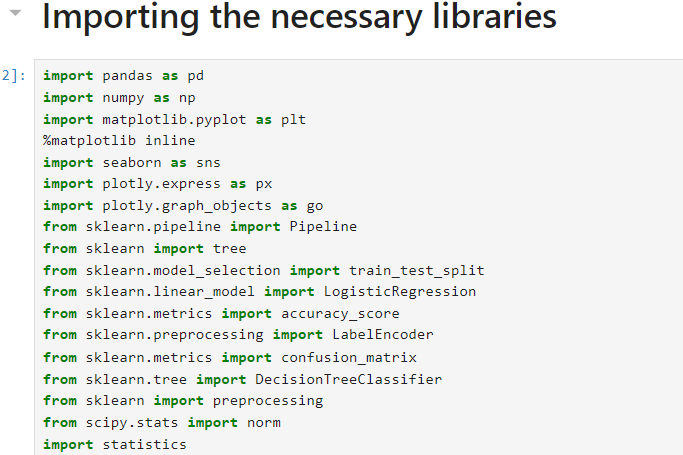 Importing the necessary libraries
2]:
import pandas as pd
import numpy as np
import matplotlib.pyplot as plt
%matplotlib inline
import seaborn as sns
import plotly.express as px
import plotly.graph_objects as go
from sklearn.pipeline import Pipeline
from sklearn import tree
from sklearn.model_selection import train_test_split
from sklearn.linear_model import LogisticRegression
from sklearn.metrics import accuracy_score
from sklearn.preprocessing import LabelEncoder
from sklearn.metrics import confusion_matrix
from sklearn.tree import DecisionTreeClassifier
from sklearn import preprocessing
from scipy.stats import norm
import statistics